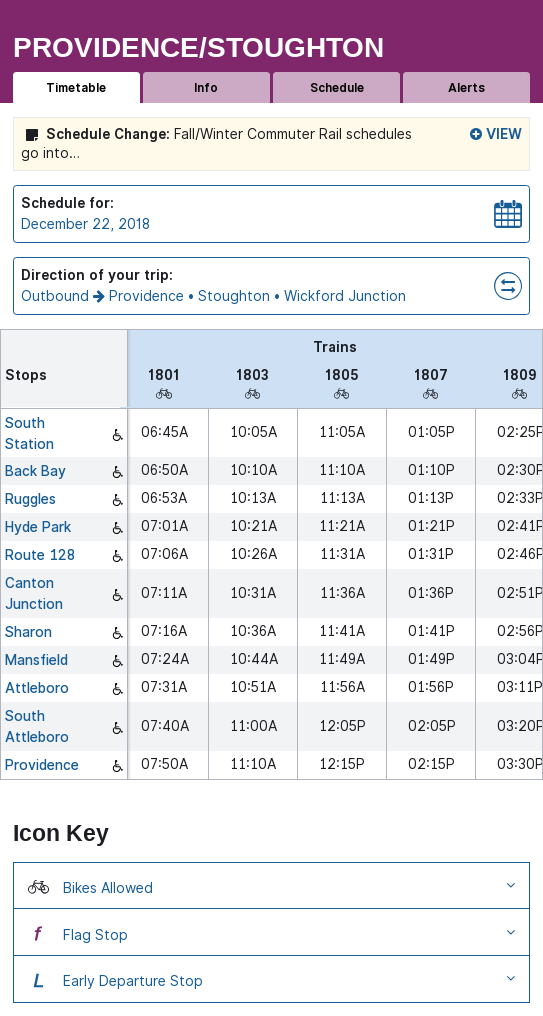 PROVIDENCE/STOUGHTON
Timetable Info Schedule Alerts
Schedule Change: Fall/Winter Commuter Rail schedules
go into... VIEW
Schedule for:
December 22, 2018
Direction of your trip:
Outbound → Providence • Stoughton • Wickford Junction
Trains
Stops 1801 1803 1805 1807 1809
South
Station 06:45A 10:05A 11:05A 01:05P 02:25P
Back Bay 06:50A 10:10A 11:10A 01:10P 02:30P
Ruggles 06:53A 10:13A 11:13A 01:13P 02:33P
Hyde Park 07:01A 10:21A 11:21A 01:21P 02:41P
Route 128 07:06A 10:26A 11:31A 01:31P 02:46P
Canton
Junction 07:11A 10:31A 11:36A 01:36P 02:51P
Sharon 07:16A 10:36A 11:41A 01:41P 02:56P
Mansfield 07:24A 10:44A 11:49A 01:49P 03:04P
Attleboro 07:31A 10:51A 11:56A 01:56P 03:11P
South
Attleboro 07:40A 11:00A 12:05P 02:05P 03:20P
Providence 07:50A 11:10A 12:15P 02:15P 03:30P
Icon Key
Bikes Allowed
f Flag Stop
L Early Departure Stop